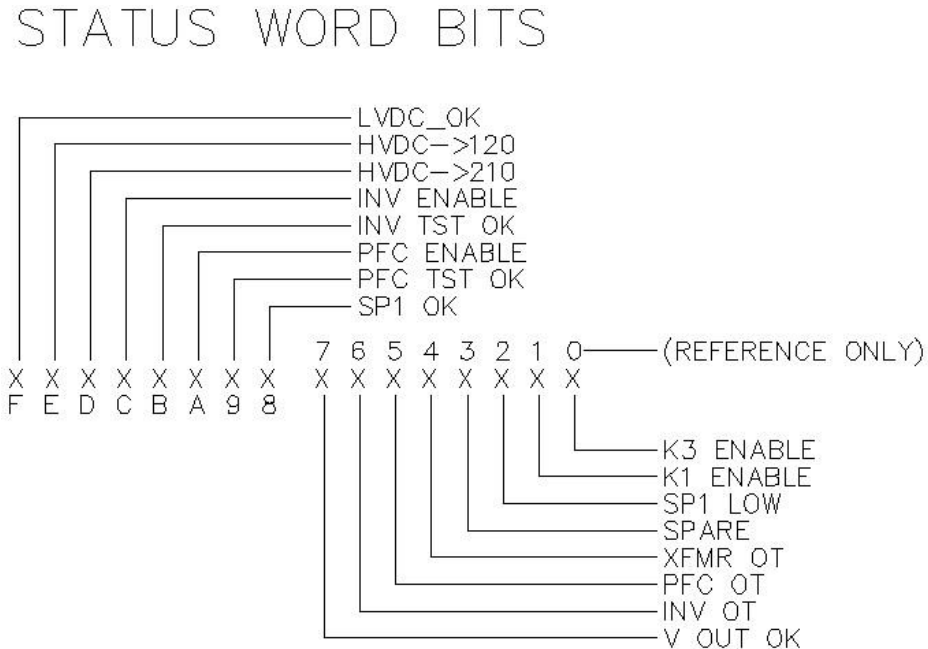 STATUS WORD BITS
LVDC_OK
HVDC->120
HVDC->210
INV ENABLE
INV TST OK
PFC ENABLE
PFC TST OK
SP1 OK
7 6 5 4 3 2 1 0 (REFERENCE ONLY)
X X X X X X X X X X X X X X X X
F E D C B A 9 8
K3 ENABLE
K1 ENABLE
SP1 LOW
SPARE
XFMR OT
PFC OT
INV OT
V OUT OK